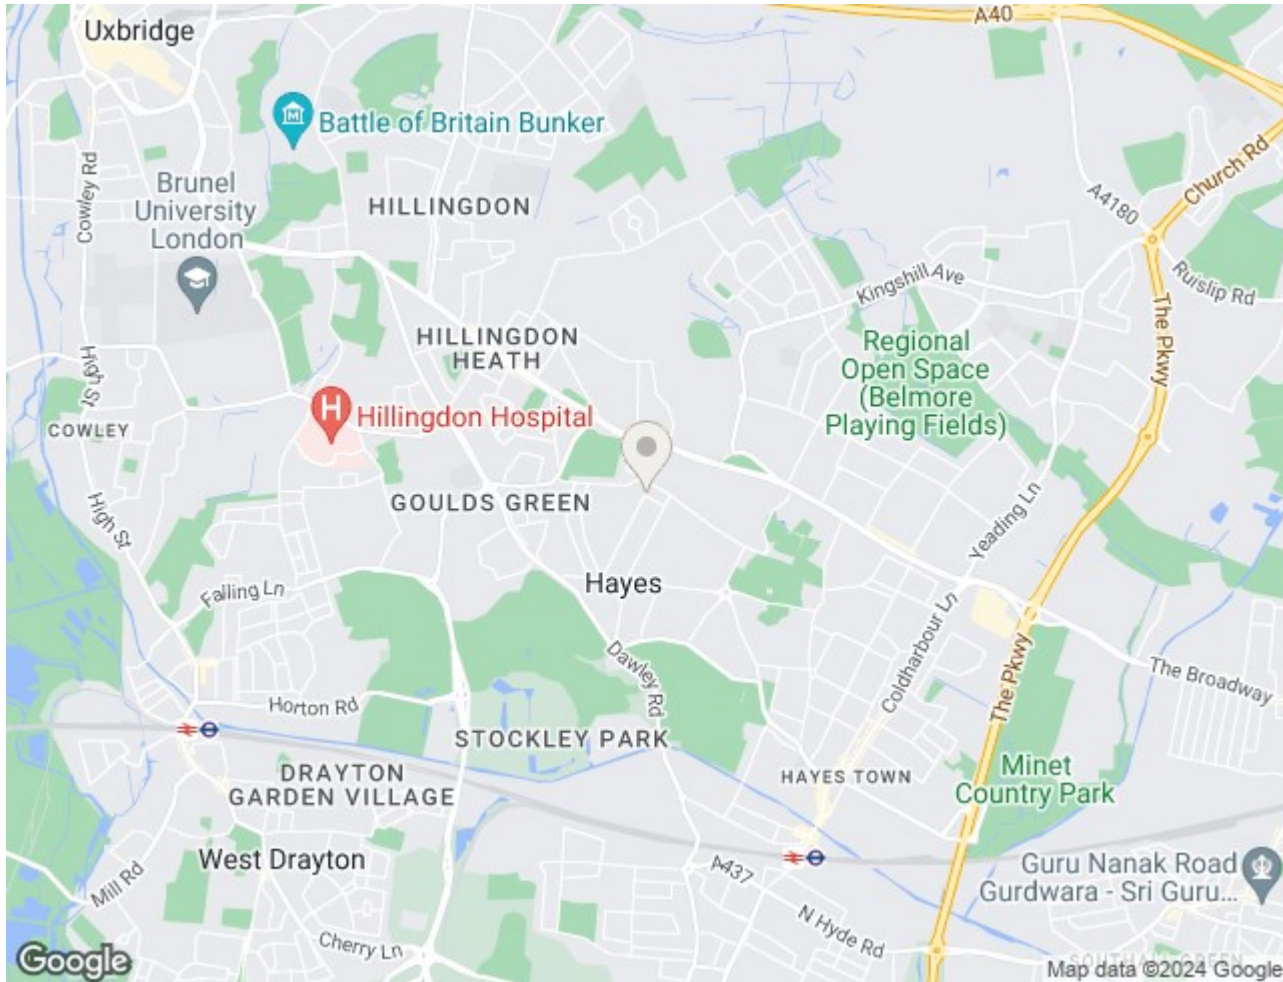 Uxbridge
A40
Battle of Britain Bunker
Church Rd
Cowley Rd
Brunel
University
London
HILLINGDON
A4180
Kingshill Ave
Ruislip Rd
The Pkwy
HILLINGDON
HEATH
Regional
Open Space
(Belmore
Playing Fields)
High St
H
Hillingdon Hospital
COWLEY
GOULDS GREEN
High St
Yeading Ln
Falling Ln
Hayes
Coldharbour Ln
Dawley Rd
The Broadway
The Pkwy
Horton Rd
STOCKLEY PARK
DRAYTON
GARDEN VILLAGE
HAYES TOWN
Minet
Country Park
West Drayton
A437
Guru Nanak Road
Gurdwara - Sri Guru...
Mill Rd
N Hyde Rd
Cherry Ln
SOUTHALL GREEN
Google
Map data ©2024 Google